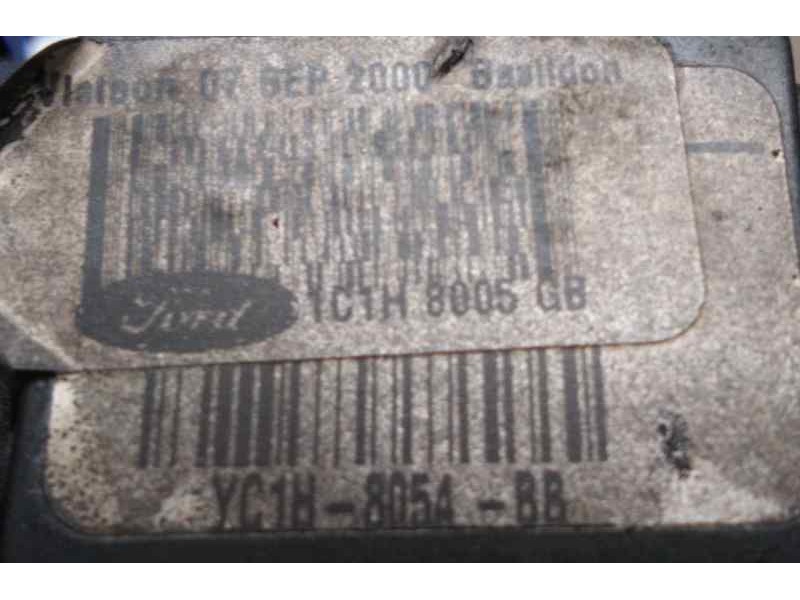 Visteon 07 SEP 2000 Basildon
Ford
YC1H 8005 GB
YC1H-8054-BB